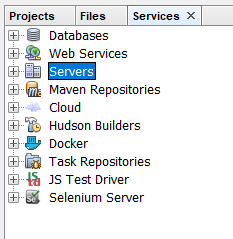 Projects Files Services
Databases
Web Services
Servers
Maven Repositories
Cloud
Hudson Builders
Docker
Task Repositories
JS Test Driver
Selenium Server